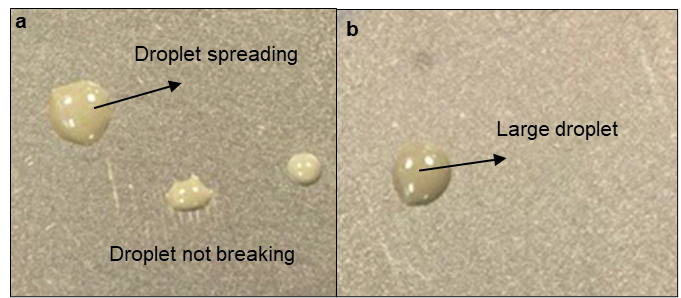 a
Droplet spreading
Droplet not breaking
b
Large droplet